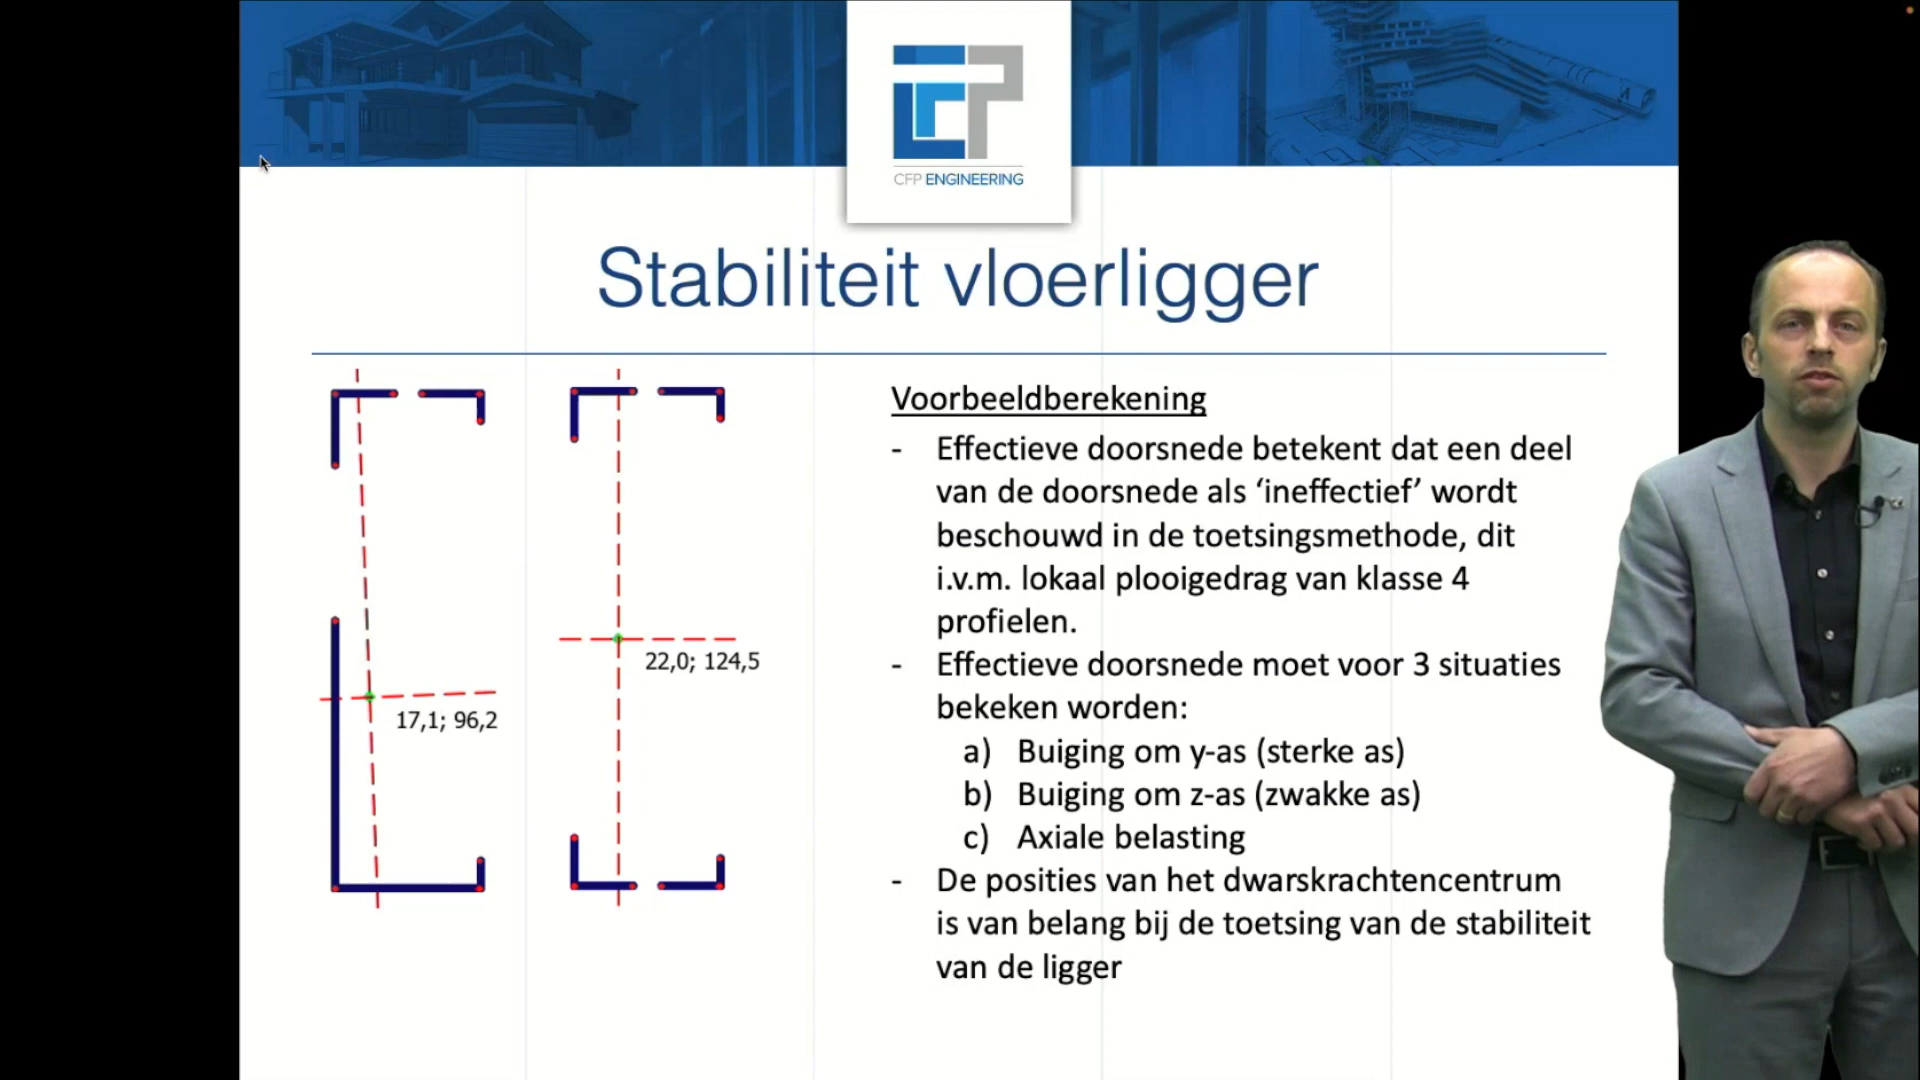 CFP ENGINEERING
Stabiliteit vloerligger
17,1; 96,2
22,0; 124,5
Voorbeeldberekening
- Effectieve doorsnede betekent dat een deel
van de doorsnede als ‘ineffectief’ wordt
beschouwd in de toetsingsmethode, dit
i.v.m. lokaal plooigedrag van klasse 4
profielen.
- Effectieve doorsnede moet voor 3 situaties
bekeken worden:
a) Buiging om y-as (sterke as)
b) Buiging om z-as (zwakke as)
c) Axiale belasting
- De posities van het dwarskrachtencentrum
is van belang bij de toetsing van de stabiliteit
van de ligger